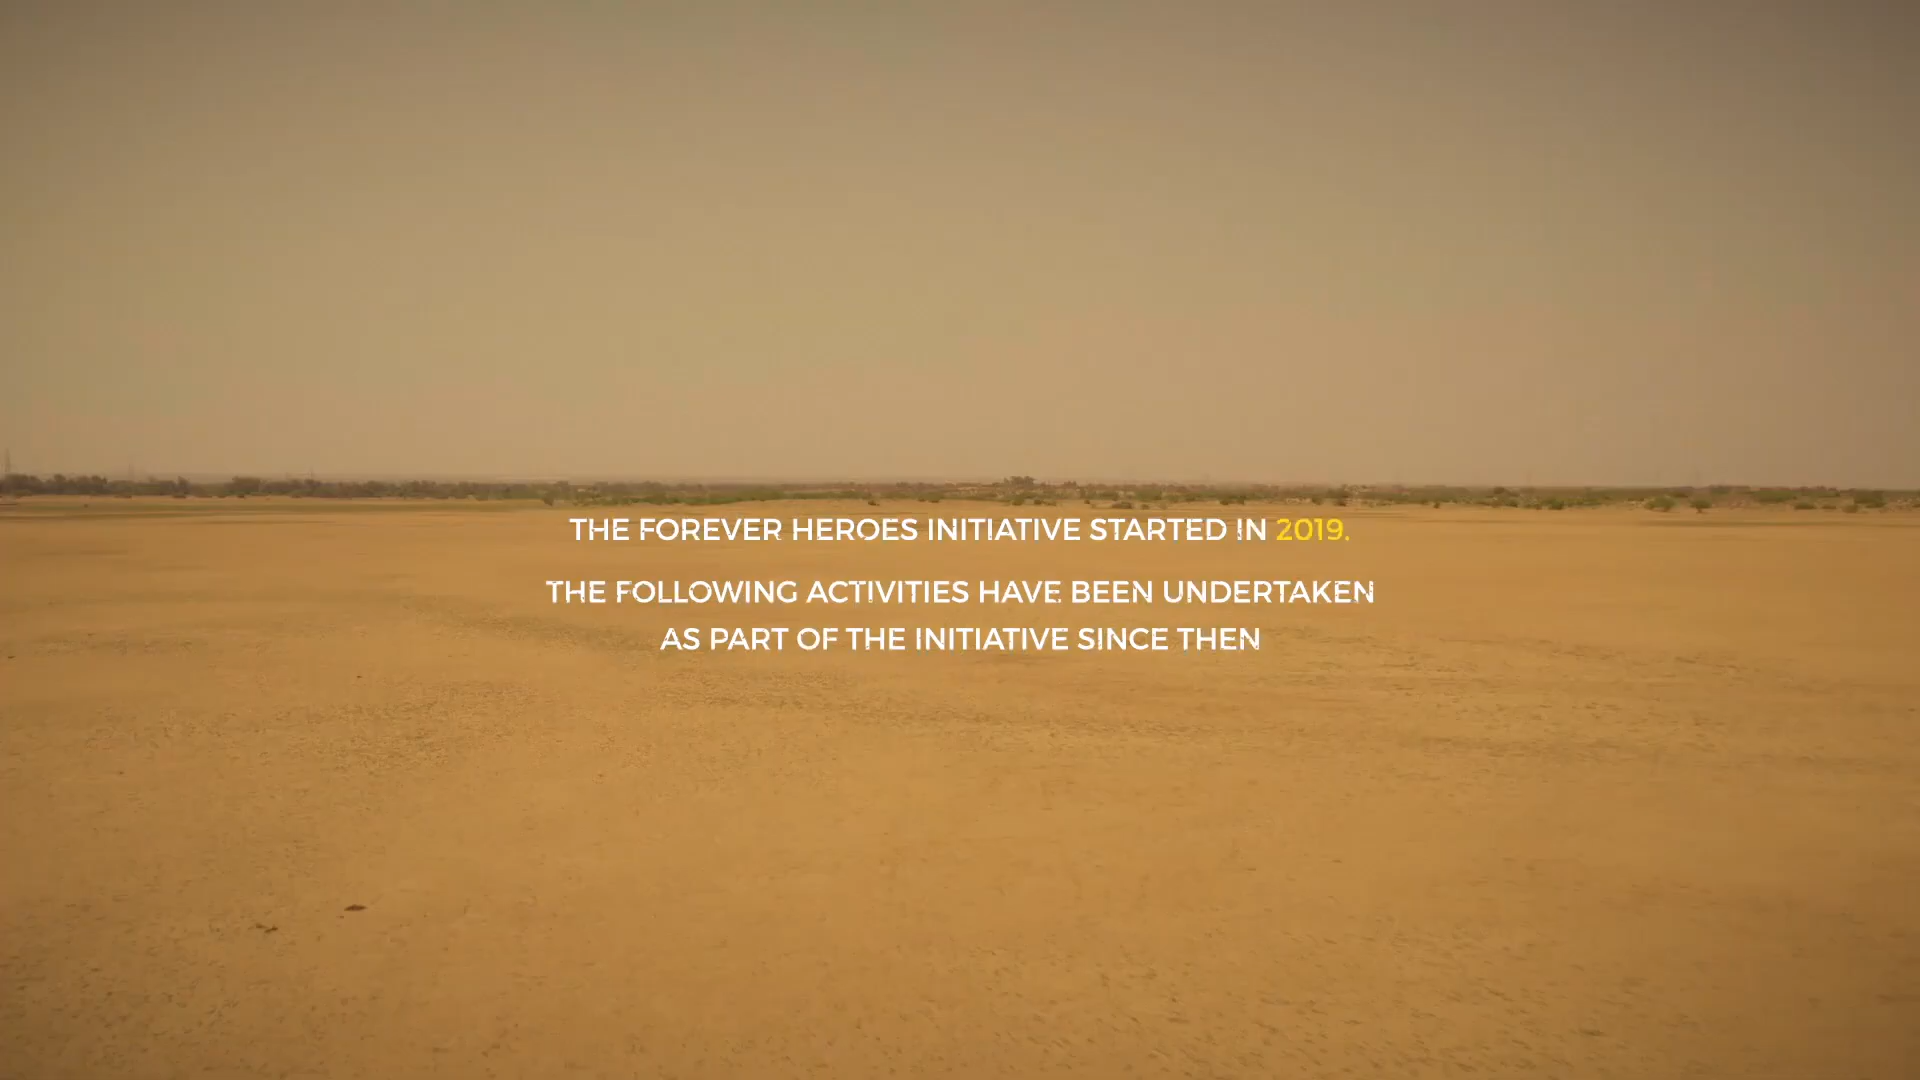 THE FOREVER HEROES INITIATIVE STARTED IN 2019.
THE FOLLOWING ACTIVITIES HAVE BEEN UNDERTAKEN
AS PART OF THE INITIATIVE SINCE THEN